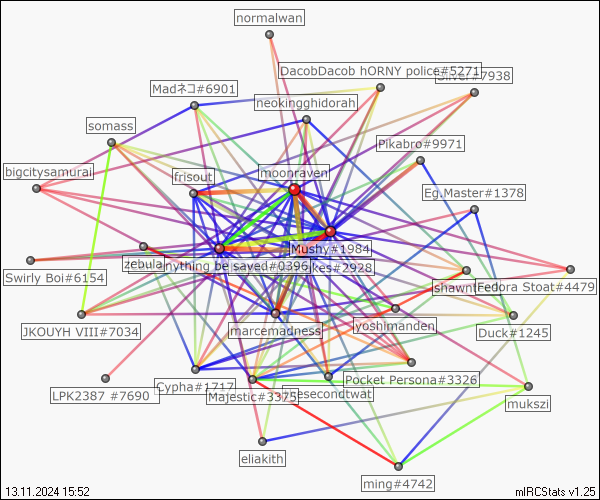 normalwan
DacobDacob hORNY police#5271
#7938
Madネコ#6901
neokingghidorah
somass
Pikabro#9971
bigcitysamurai
frisout
moonraven
Eg.Master#1378
Mushy#1984
zebula
nything be sayed#0396
kes#2928
Swirly Boi#6154
shawn
Fedora Stoat#4479
JKOUYH VIII#7034
marcemadness
yoshimanden
Duck#1245
Cypha#1717
Pocket Persona#3326
LPK2387 #7690
Majestic#3375
esecondtwat
mukszi
eliakith
ming#4742
13.11.2024 15:52
mIRCStats v1.25